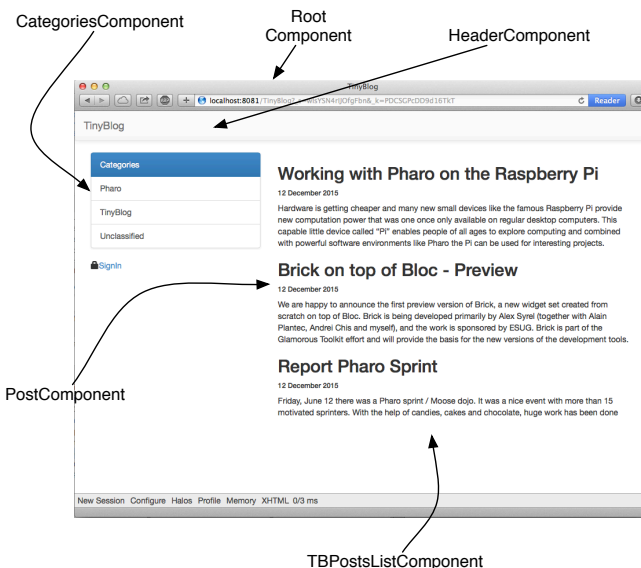 CategoriesComponent
Root
Component
HeaderComponent
TinyBlog
localhost:8081
Reader
TinyBlog
Categories
Pharo
TinyBlog
Unclassified
SignIn
Working with Pharo on the Raspberry Pi
12 December 2015
Hardware is getting cheaper and many new small devices like the famous Raspberry Pi provide
new computation power that was one once only available on regular desktop computers. This
capable little device called "Pi" enables people of all ages to explore computing and combined
with powerful software environments like Pharo the Pi can be used for interesting projects.
Brick on top of Bloc - Preview
12 December 2015
We are happy to announce the first preview version of Brick, a new widget set created from
scratch on top of Bloc. Brick is being developed primarily by Alex Syrel (together with Alain
Plantec, Andrei Chis and myself), and the work is sponsored by ESUG. Brick is part of the
Glamorous Toolkit effort and will provide the basis for the new versions of the development tools.
Report Pharo Sprint
12 December 2015
Friday, June 12 there was a Pharo sprint / Moose dojo. It was a nice event with more than 15
motivated sprinters. With the help of candies, cakes and chocolate, huge work has been done
PostComponent
New Session Configure Halos Profile Memory XHTML 0/3 ms
TBPostsListComponent